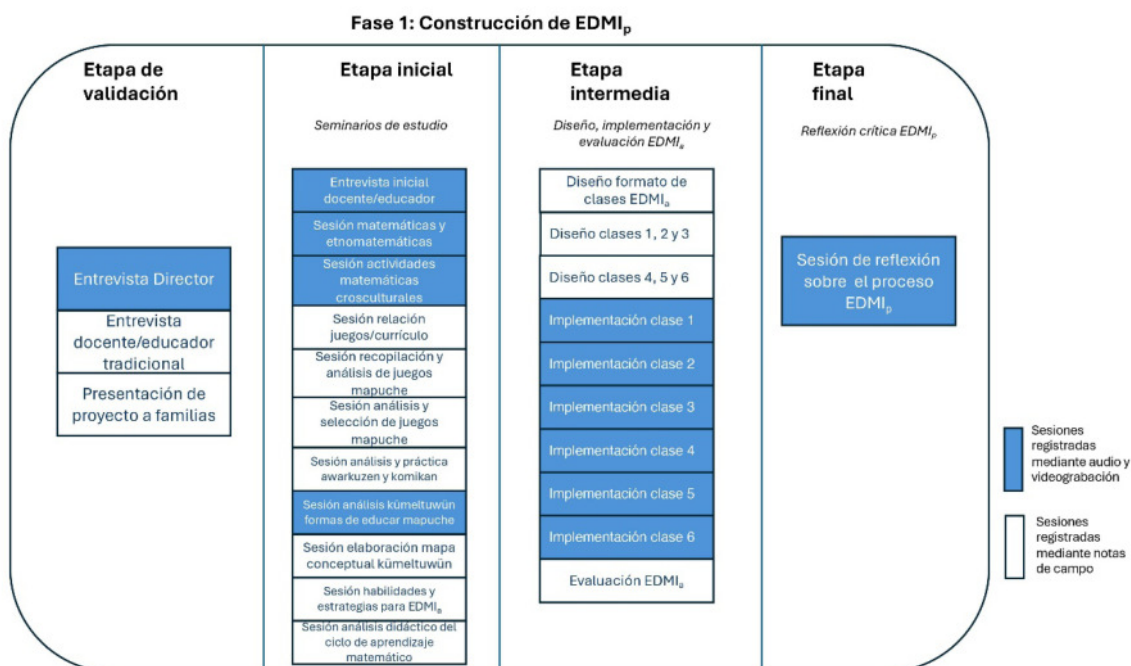 Fase 1: Construcción de EDMIp
Etapa de
validación
Entrevista Director
Entrevista
docente/educador
tradicional
Presentación de
proyecto a familias
Etapa inicial
Seminarios de estudio
Entrevista inicial
docente/educador
Sesión matemáticas y
etnomatemáticas
Sesión actividades
matemáticas
crosculturales
Sesión relación
juegos/currículo
Sesión recopilación y
análisis de juegos
mapuche
Sesión análisis y
selección de juegos
mapuche
Sesión análisis y práctica
awarkuzen y komikan
Sesión análisis kümeltuwün
formas de educar mapuche
Sesión elaboración mapa
conceptual kümeltuwün
Sesión habilidades y
estrategias para EDMIa
Sesión análisis didáctico del
ciclo de aprendizaje
matemático
Etapa
intermedia
Diseño, implementación y
evaluación EDMIa
Diseño formato de
clases EDMIa
Diseño clases 1, 2 y 3
Diseño clases 4, 5 y 6
Implementación clase 1
Implementación clase 2
Implementación clase 3
Implementación clase 4
Implementación clase 5
Implementación clase 6
Evaluación EDMIa
Etapa
final
Reflexión crítica EDMIp
Sesión de reflexión
sobre el proceso
EDMIp
Sesiones
registradas
mediante audio y
videograbación
Sesiones
registradas
mediante notas
de campo